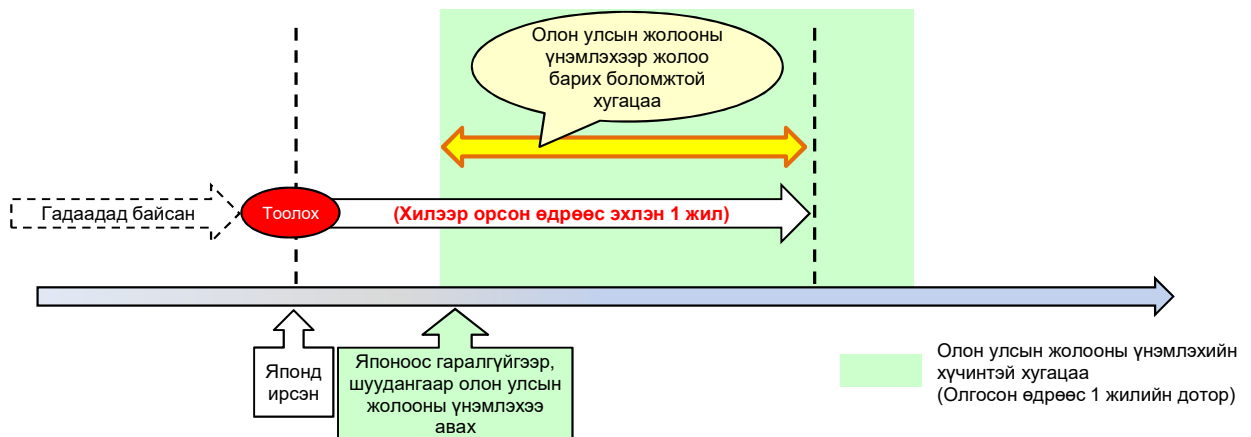 Олон улсын жолооны
үнэмлэхээр жолоо
барих боломжтой
хугацаа
Гадаадад байсан
Тоолох
(Хилээр орсон өдрөөс эхлэн 1 жил)
Японд
ирсэн
Японоос гаралгүйгээр,
шуудангаар олон улсын
жолооны үнэмлэхээ
авах
Олон улсын жолооны үнэмлэхийн
хүчинтэй хугацаа
(Олгосон өдрөөс 1 жилийн дотор)